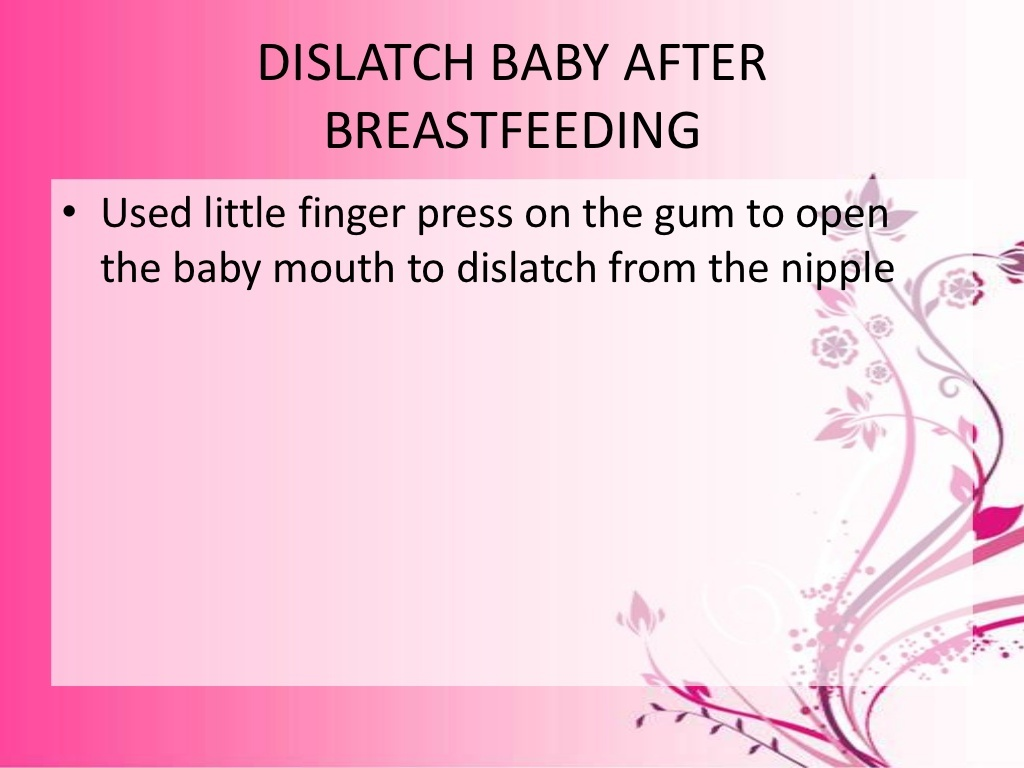 DISLATCH BABY AFTER
BREASTFEEDING
• Used little finger press on the gum to open
the baby mouth to dislatch from the nipple